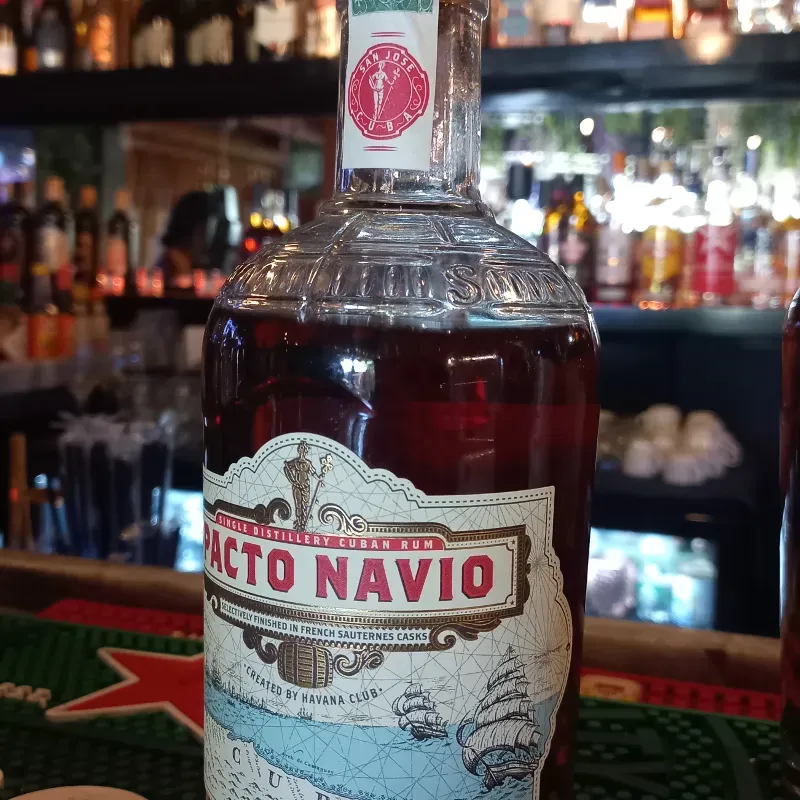 SAN JOSE
CUBA
SINGLE DISTILLERY CUBAN RUM
PACTO NAVIO
SELECTIVELY FINISHED IN FRENCH SAUTERNES CASKS
·CREATED BY HAVANA CLUB·
CU